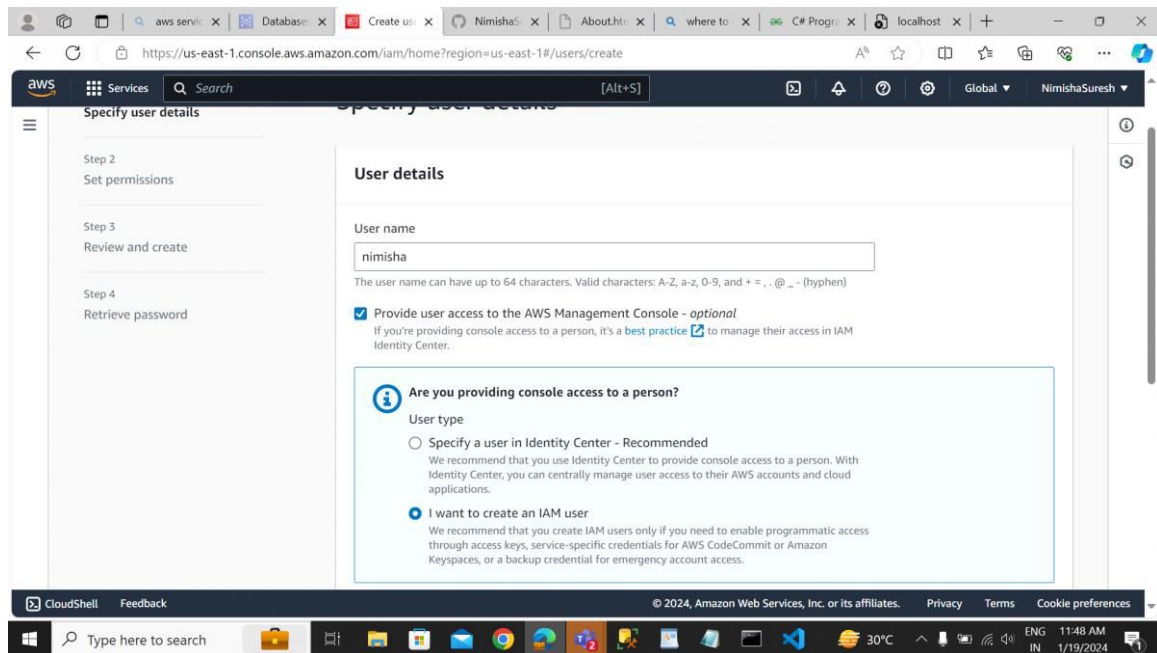 aws servic
Database
Create us
NimishaS
About.ht
where to
C# Progr
localhost
https://us-east-1.console.aws.amazon.com/iam/home?region=us-east-1#/users/create
aws
Services
Search
[Alt+S]
Global
NimishaSuresh
Specify user details
Specify user details
Step 2
Set permissions
Step 3
Review and create
Step 4
Retrieve password
User details
User name
nimisha
The user name can have up to 64 characters. Valid characters: A-Z, a-z, 0-9, and + = , . @ _ - (hyphen)
Provide user access to the AWS Management Console - optional
If you're providing console access to a person, it's a best practice to manage their access in IAM
Identity Center.
Are you providing console access to a person?
User type
Specify a user in Identity Center - Recommended
We recommend that you use Identity Center to provide console access to a person. With
Identity Center, you can centrally manage user access to their AWS accounts and cloud
applications.
I want to create an IAM user
We recommend that you create IAM users only if you need to enable programmatic access
through access keys, service-specific credentials for AWS CodeCommit or Amazon
Keyspaces, or a backup credential for emergency account access.
CloudShell
Feedback
© 2024, Amazon Web Services, Inc. or its affiliates.
Privacy
Terms
Cookie preferences
Type here to search
30°C
ENG
IN
11:48 AM
1/19/2024